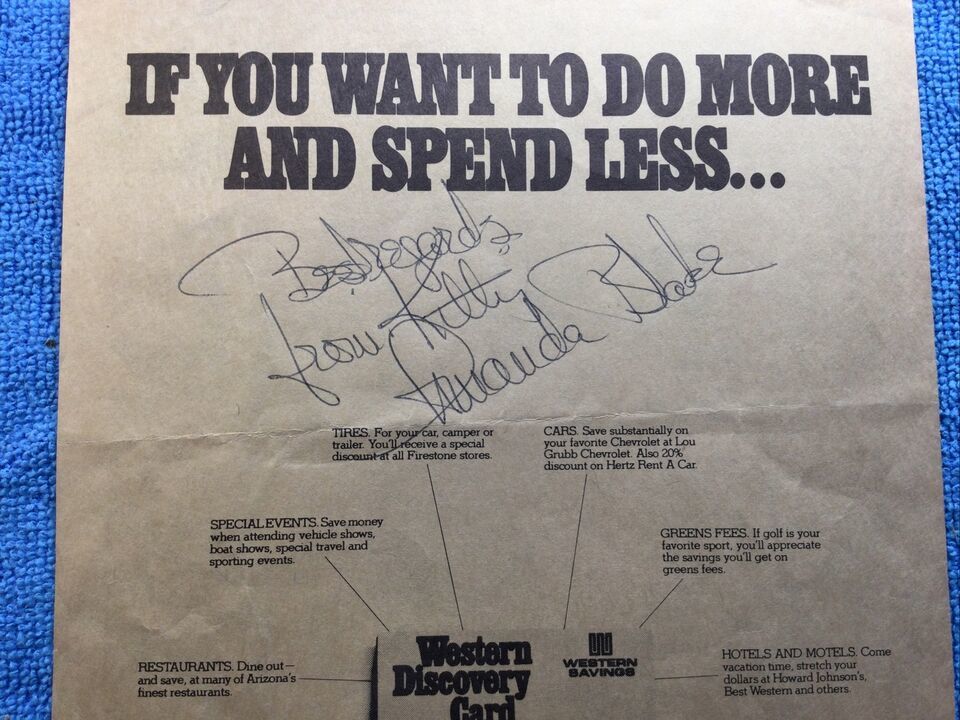 IF YOU WANT TO DO MORE
AND SPEND LESS...
Best regards
from Kitty
Amanda Blake
TIRES. For your car, camper or
trailer. You'll receive a special
discount at all Firestone stores.
CARS. Save substantially on
your favorite Chevrolet at Lou
Grubb Chevrolet. Also 20%
discount on Hertz Rent A Car.
SPECIAL EVENTS. Save money
when attending vehicle shows,
boat shows, special travel and
sporting events.
GREENS FEES. If golf is your
favorite sport, you'll appreciate
the savings you'll get on
greens fees.
RESTAURANTS. Dine out—
and save, at many of Arizona's
finest restaurants.
Western
Discovery
Card
WESTERN
SAVINGS
HOTELS AND MOTELS. Come
vacation time, stretch your
dollars at Howard Johnson's,
Best Western and others.